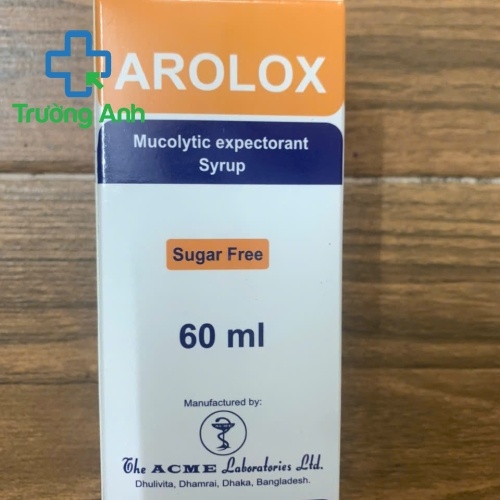 AROLOX
Trường Anh
Mucolytic expectorant
Syrup
Sugar Free
60 ml
Manufactured by:
The ACME Laboratories Ltd.
Dhulivita, Dhamrai, Dhaka, Bangladesh.